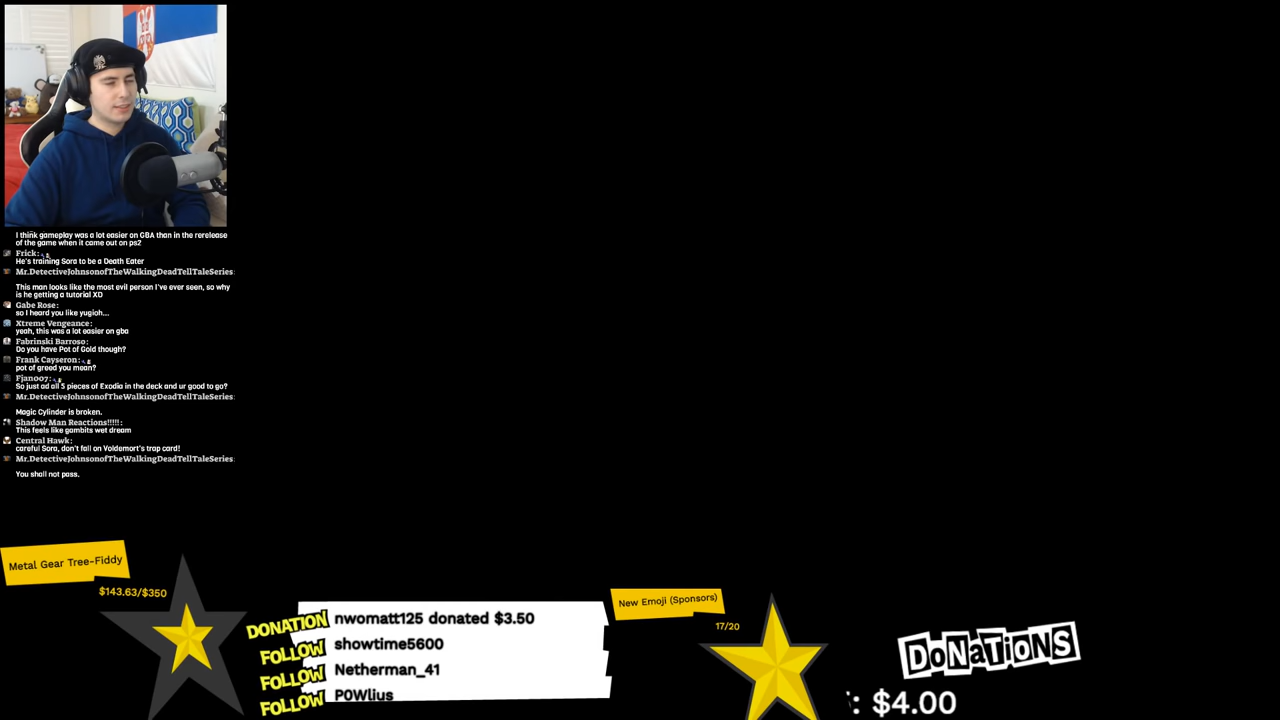 I think gameplay was a lot easier on GBA than in the rerelease
of the game when it came out on ps2
Frick:
He's training Sora to be a Death Eater
Mr.DetectiveJohnsonofTheWalkingDeadTellTaleSeries:
This man looks like the most evil person I've ever seen, so why
is he getting a tutorial XD
Gabe Rose:
so I heard you like yugioh...
Xtreme Vengeance:
yeah, this was a lot easier on gba
Fabrinski Barroso:
Do you have Pot of Gold though?
Frank Cayseron:
pot of greed you mean?
Fjan007:
So just ad all 5 pieces of Exodia in the deck and ur good to go?
Mr.DetectiveJohnsonofTheWalkingDeadTellTaleSeries:
Magic Cylinder is broken.
Shadow Man Reactions!!!!!:
This feels like gambits wet dream
Central Hawk:
careful Sora, don't fall on Voldemort's trap card!
Mr.DetectiveJohnsonofTheWalkingDeadTellTaleSeries:
You shall not pass.
Metal Gear Tree-Fiddy
$143.63/$350
DONATION nwomatt125 donated $3.50
FOLLOW showtime5600
FOLLOW Netherman_41
FOLLOW P0Wlius
New Emoji (Sponsors)
17/20
DoNaTiONS
: $4.00